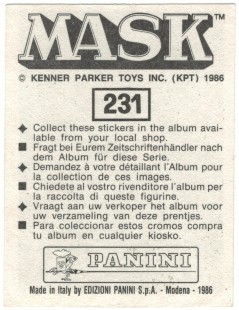 MASK™
© KENNER PARKER TOYS INC. (KPT) 1986
231
◆ Collect these stickers in the album avai-
lable from your local shop.
■ Fragt bei Eurem Zeitschriftenhändler nach
dem Album für diese Serie.
◆ Demandez à votre détaillant l'Album pour
la collection de ces images.
■ Chiedete al vostro rivenditore l'album per
la raccolta di queste figurine.
◆ Vraagt aan uw verkoper het album voor
uw verzameling van deze prentjes.
■ Para coleccionar estos cromos compra
tu album en cualquier kiosko.
PANINI
Made in Italy by EDIZIONI PANINI S.p.A. - Modena - 1986